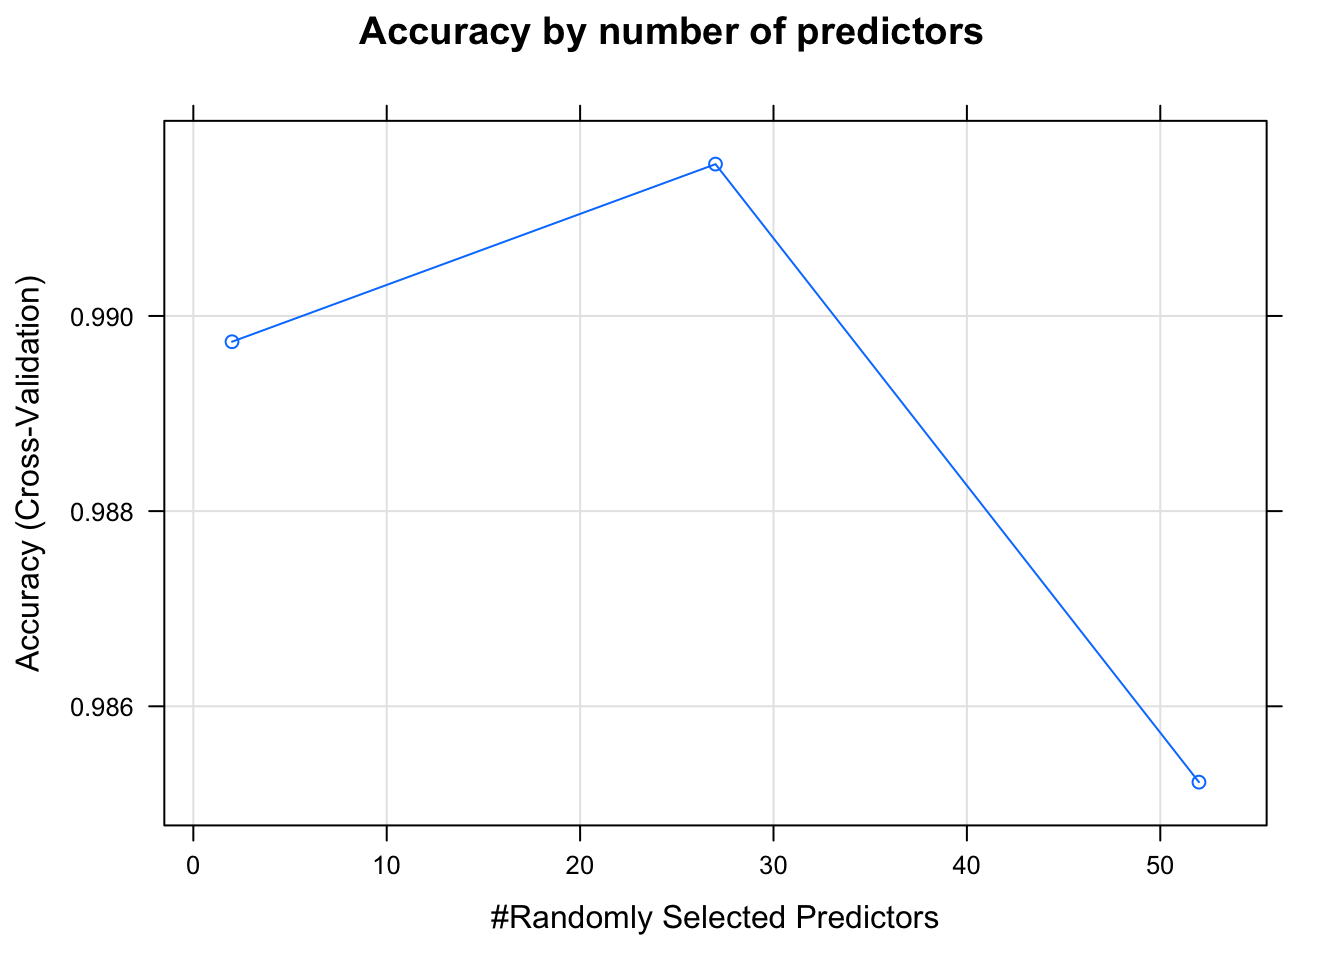 Accuracy by number of predictors
Accuracy (Cross-Validation)
0.990
0.988
0.986
0 10 20 30 40 50
#Randomly Selected Predictors